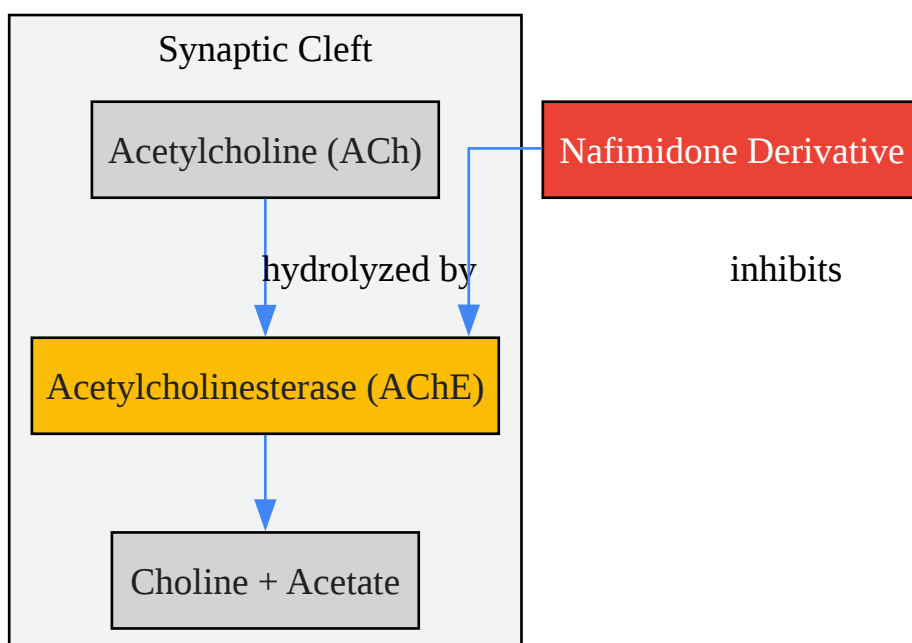 Synaptic Cleft
Acetylcholine (ACh)
Nafimidone Derivative
hydrolyzed by
inhibits
Acetylcholinesterase (AChE)
Choline + Acetate